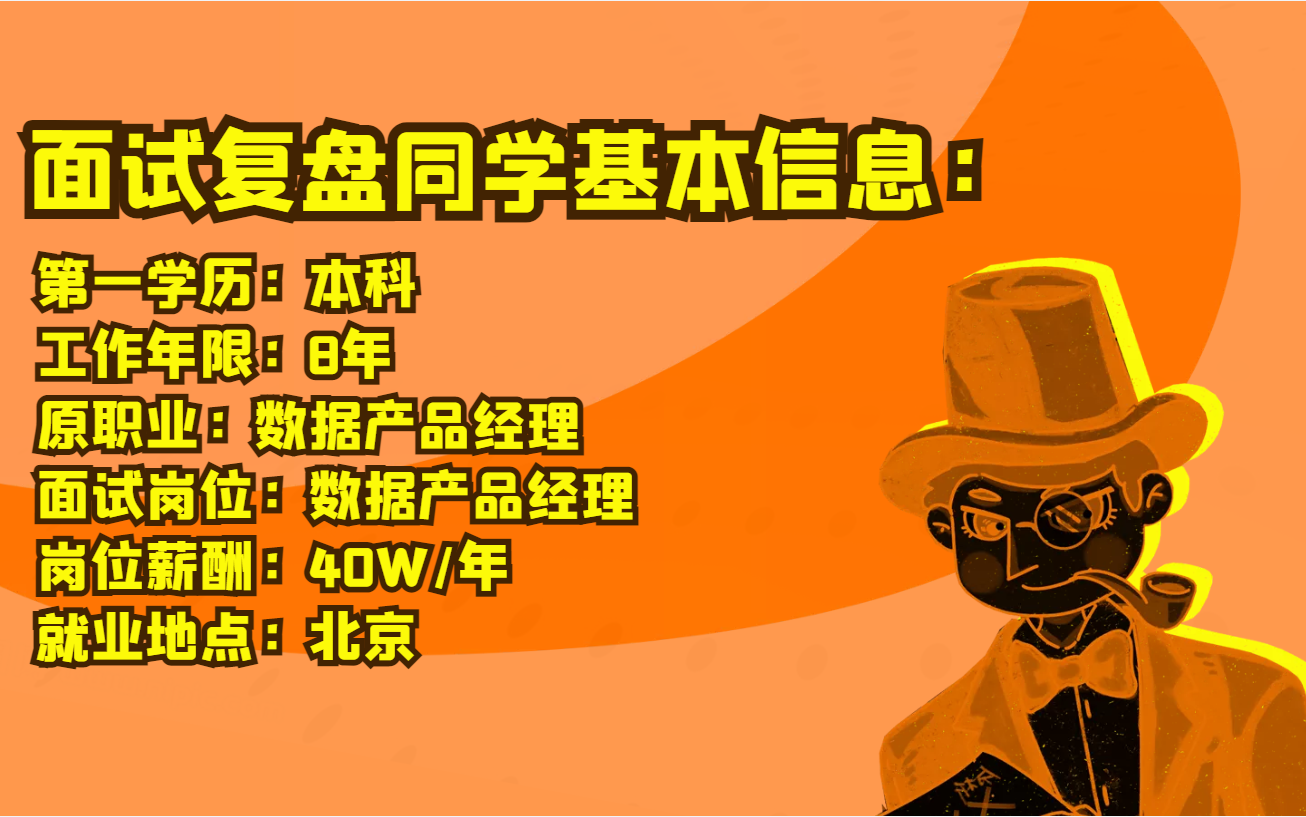 面试复盘同学基本信息：
第一学历：本科
工作年限：8年
原职业：数据产品经理
面试岗位：数据产品经理
岗位薪酬：40W/年
就业地点：北京